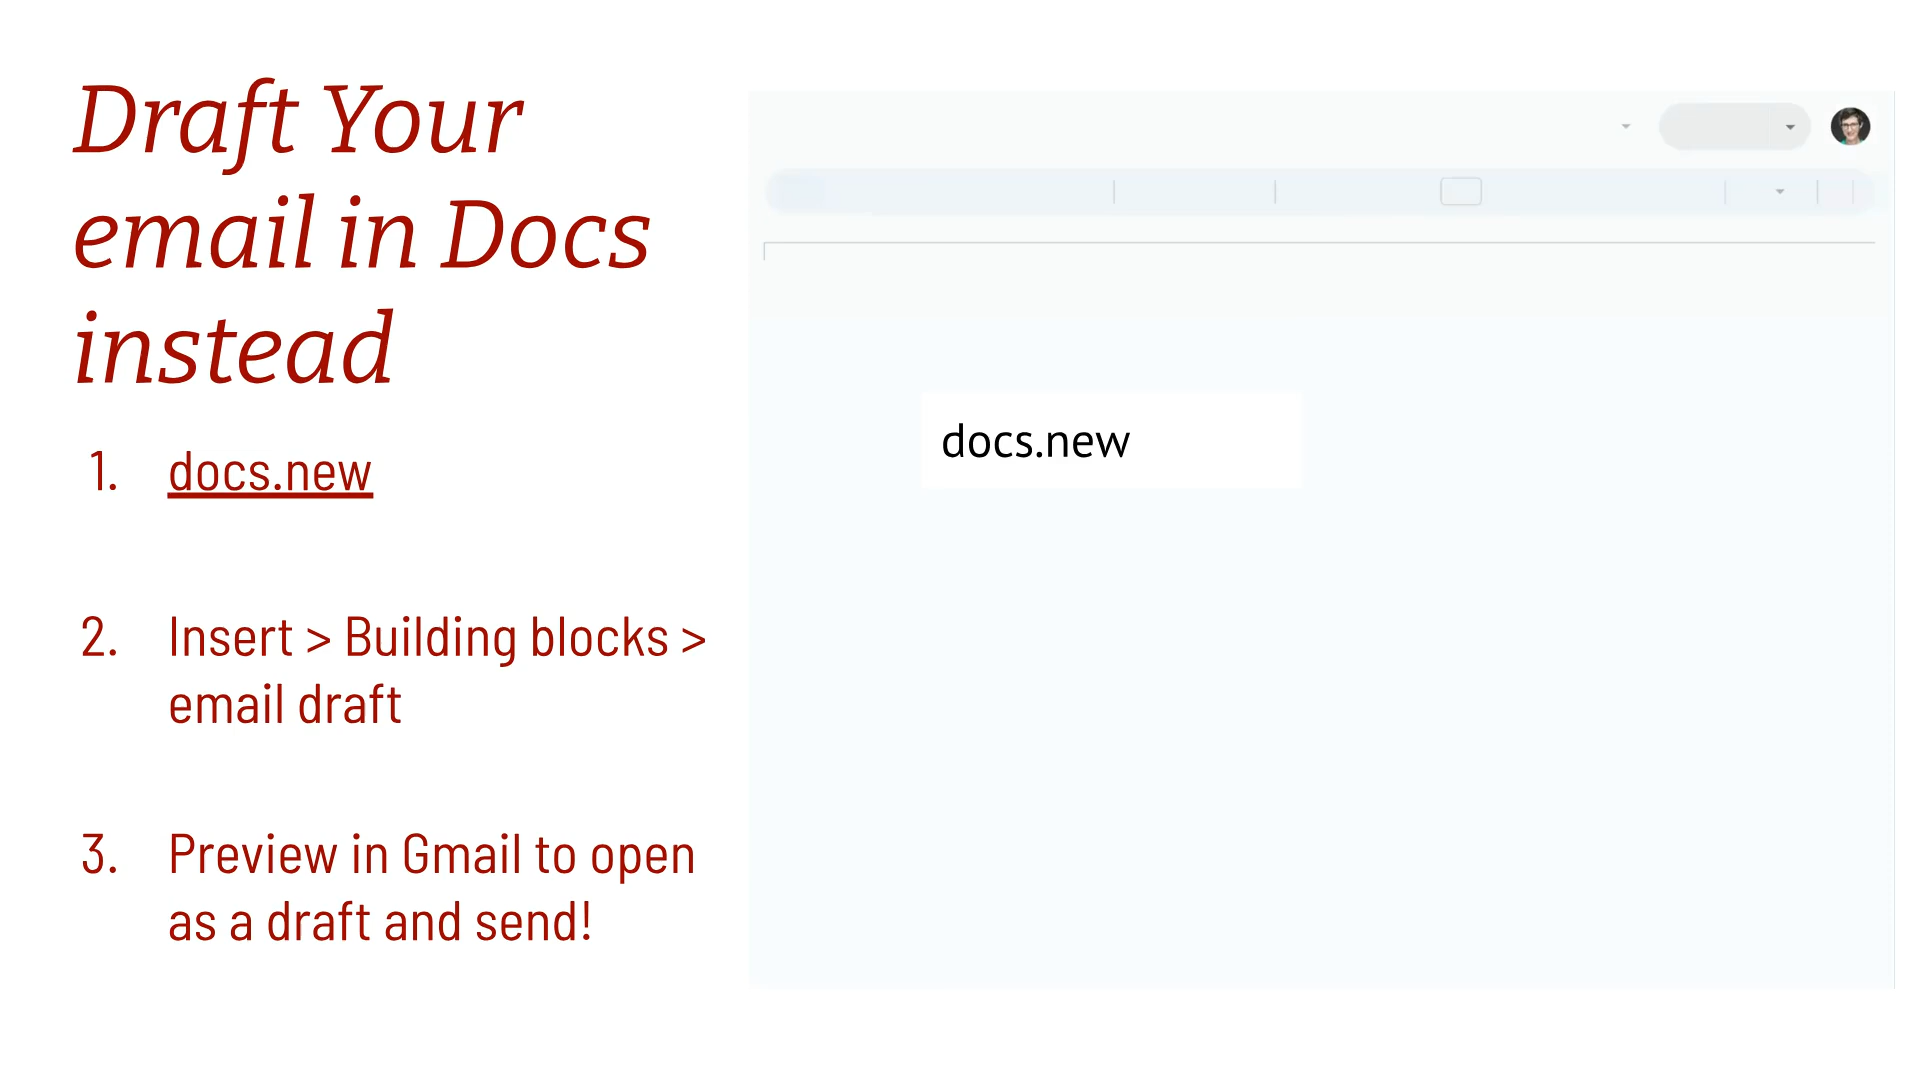 Draft Your
email in Docs
instead
1. docs.new
2. Insert > Building blocks >
email draft
3. Preview in Gmail to open
as a draft and send!
docs.new